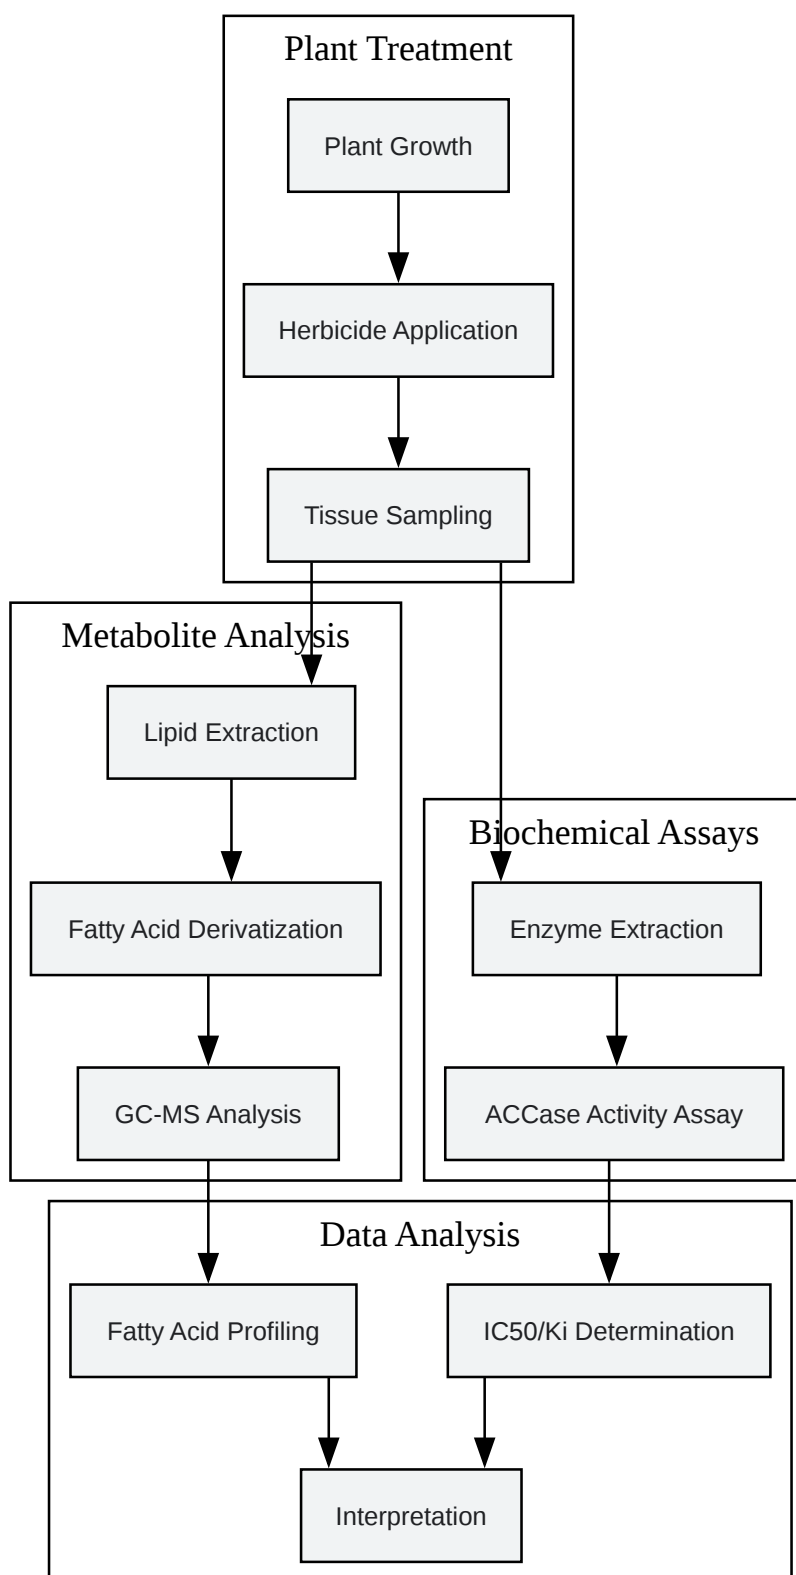 Plant Treatment
Plant Growth
Herbicide Application
Tissue Sampling
Metabolite Analysis
Lipid Extraction
Fatty Acid Derivatization
GC-MS Analysis
Biochemical Assays
Enzyme Extraction
ACCase Activity Assay
Data Analysis
Fatty Acid Profiling
IC50/Ki Determination
Interpretation